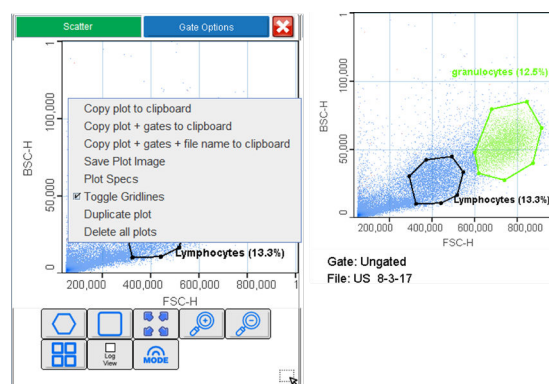 Scatter
Gate Options
1
100,000
50,000
0
BSC-H
Copy plot to clipboard
Copy plot + gates to clipboard
Copy plot + gates + file name to clipboard
Save Plot Image
Plot Specs
Toggle Gridlines
Duplicate plot
Delete all plots
Lymphocytes (13.3%)
200,000 400,000 600,000 800,000 1
FSC-H
Log
View
MODE
1
100,000
50,000
0
BSC-H
granulocytes (12.5%)
Lymphocytes (13.3%)
200,000 400,000 600,000 800,000
FSC-H
Gate: Ungated
File: US 8-3-17